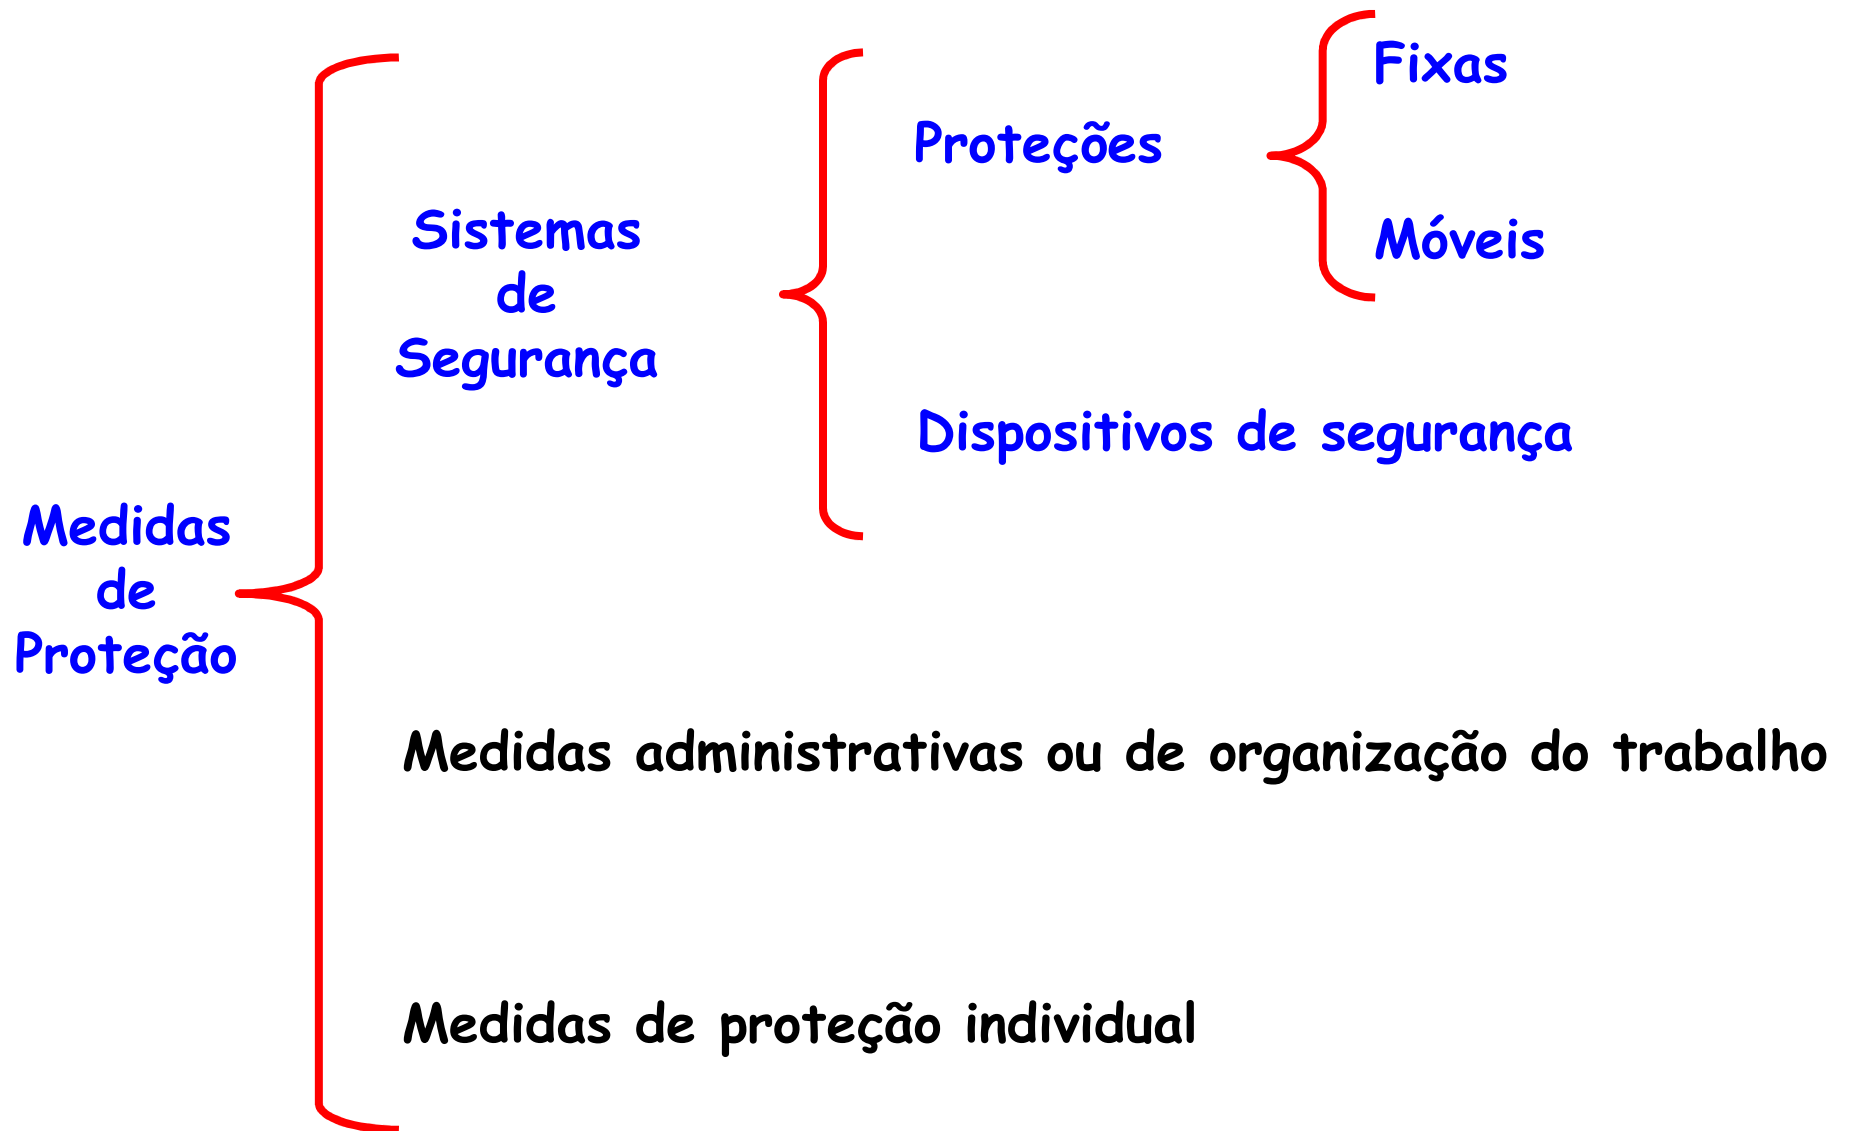 Medidas
de
Proteção
Sistemas
de
Segurança
Proteções
Fixas
Móveis
Dispositivos de segurança
Medidas administrativas ou de organização do trabalho
Medidas de proteção individual